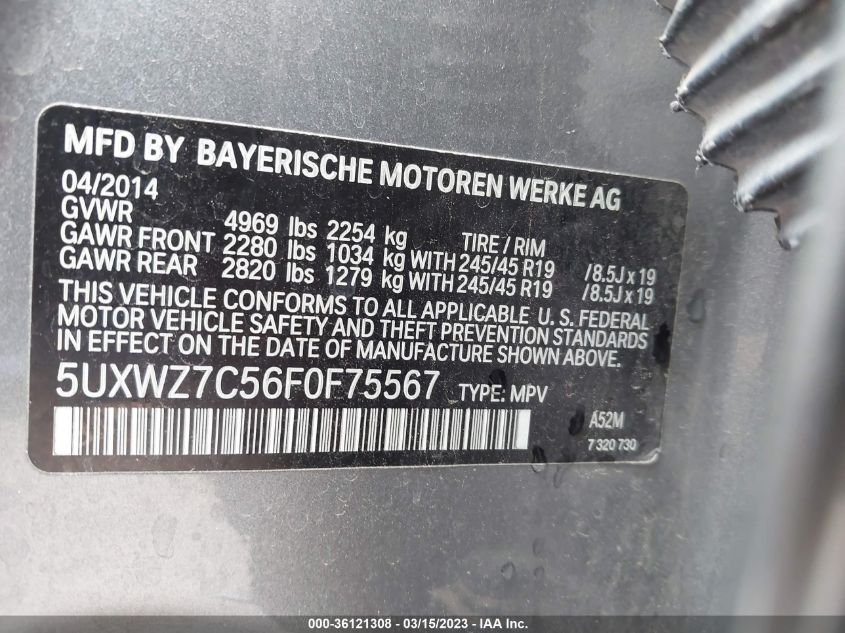 MFD BY BAYERISCHE MOTOREN WERKE AG
04/2014
GVWR 4969 lbs 2254 kg TIRE / RIM
GAWR FRONT 2280 lbs 1034 kg WITH 245/45 R19 /8.5J x 19
GAWR REAR 2820 lbs 1279 kg WITH 245/45 R19 /8.5J x 19
THIS VEHICLE CONFORMS TO ALL APPLICABLE U. S. FEDERAL
MOTOR VEHICLE SAFETY AND THEFT PREVENTION STANDARDS
IN EFFECT ON THE DATE OF MANUFACTURE SHOWN ABOVE.
5UXWZ7C56F0F75567 TYPE: MPV
A52M
7 320 730
000-36121308 - 03/15/2023 - IAA Inc.